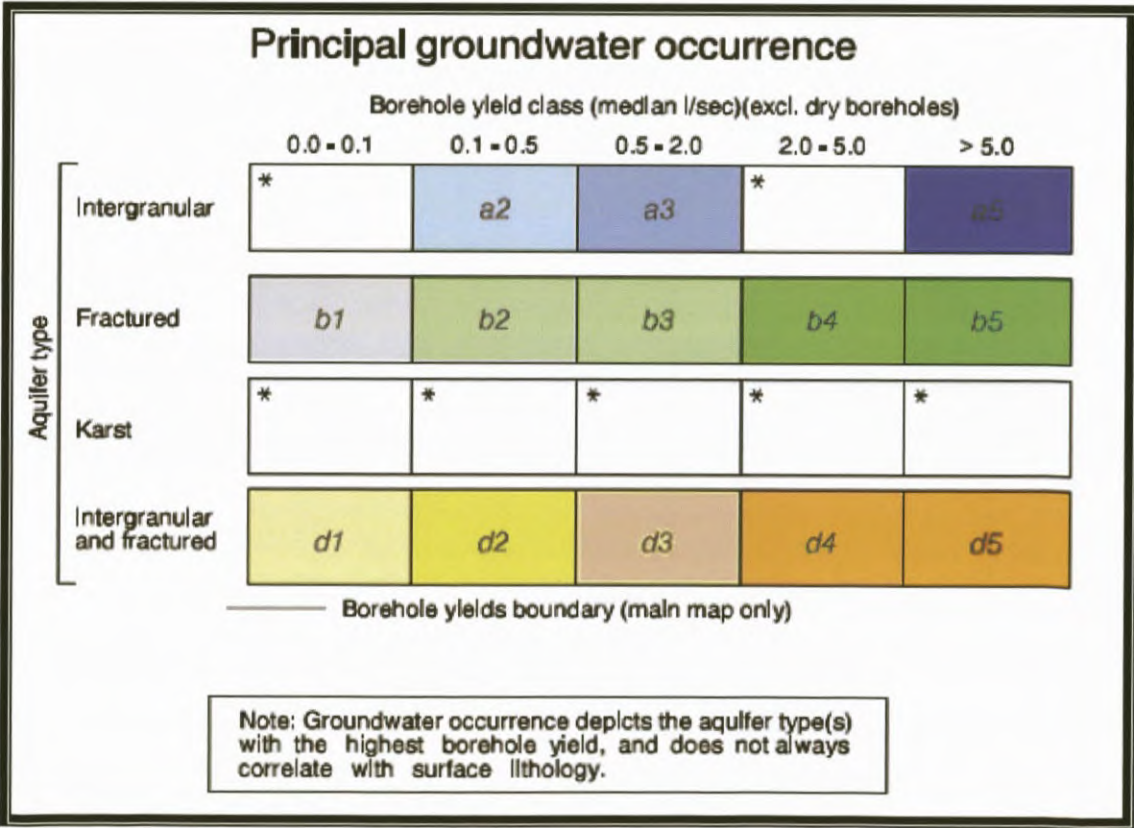 Principal groundwater occurrence
Borehole yield class (median l/sec)(excl. dry boreholes)
0.0 - 0.1 0.1 - 0.5 0.5 - 2.0 2.0 - 5.0 > 5.0
Aquifer type
Intergranular * a2 a3 * a5
Fractured b1 b2 b3 b4 b5
Karst * * * * *
Intergranular
and fractured d1 d2 d3 d4 d5
Borehole yields boundary (main map only)
Note: Groundwater occurrence depicts the aquifer type(s)
with the highest borehole yield, and does not always
correlate with surface lithology.